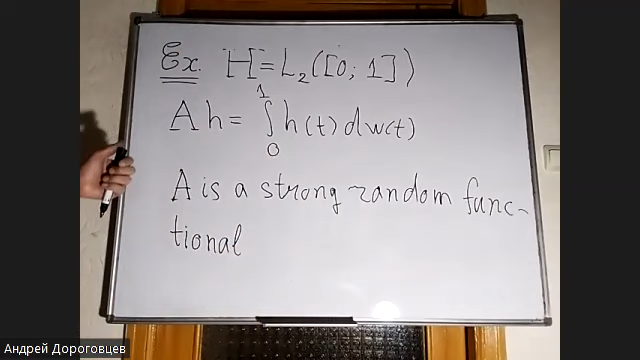 Ex. H = L₂([0; 1])
Ah = ∫₀¹ h(t) dw(t)
A is a strong random func-
tional
Андрей Дороговцев